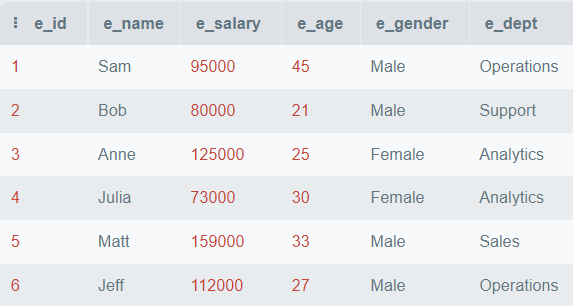 e_id e_name e_salary e_age e_gender e_dept
1 Sam 95000 45 Male Operations
2 Bob 80000 21 Male Support
3 Anne 125000 25 Female Analytics
4 Julia 73000 30 Female Analytics
5 Matt 159000 33 Male Sales
6 Jeff 112000 27 Male Operations